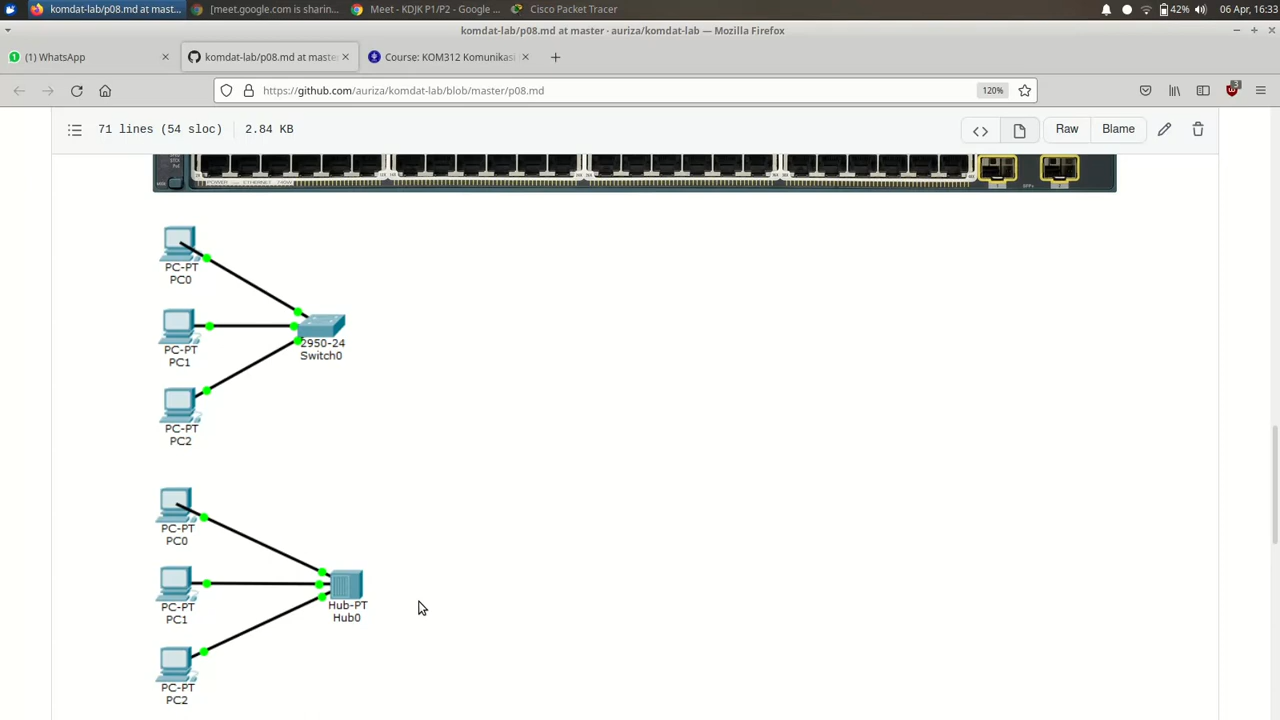 komdat-lab/p08.md at mast...
[meet.google.com is sharin...
Meet - KDJK P1/P2 - Google ...
Cisco Packet Tracer
42%
06 Apr, 16:33
komdat-lab/p08.md at master · auriza/komdat-lab — Mozilla Firefox
(1) WhatsApp
komdat-lab/p08.md at maste
Course: KOM312 Komunikasi
https://github.com/auriza/komdat-lab/blob/master/p08.md
120%
3
71 lines (54 sloc)
2.84 KB
Raw
Blame
PC-PT
PC0
PC-PT
PC1
2950-24
Switch0
PC-PT
PC2
PC-PT
PC0
PC-PT
PC1
Hub-PT
Hub0
PC-PT
PC2